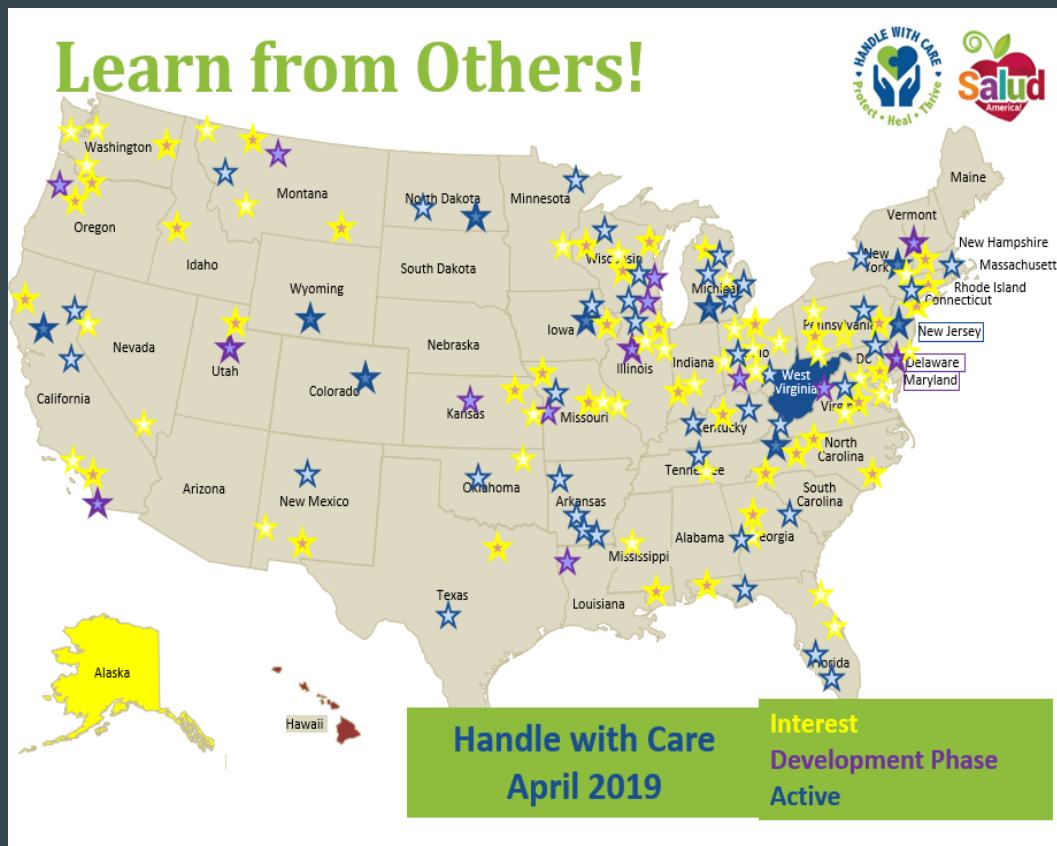 Learn from Others!
HANDLE WITH CARE
Protect • Heal • Thrive
Salud
America!
Washington
Montana
North Dakota
Minnesota
Maine
Vermont
New Hampshire
Massachusett
Rhode Island
Connecticut
New
York
Oregon
Idaho
South Dakota
Wisconsin
Michigan
Wyoming
Iowa
Pennsylvania
New Jersey
Nevada
Nebraska
Illinois
Indiana
DC
Delaware
Maryland
Utah
Colorado
West
Virginia
California
Kansas
Missouri
Kentucky
Virgin
North
Carolina
Tennessee
Arizona
New Mexico
Oklahoma
Arkansas
South
Carolina
Alabama
Georgia
Mississippi
Texas
Louisiana
Florida
Alaska
Hawaii
Handle with Care
April 2019
Interest
Development Phase
Active